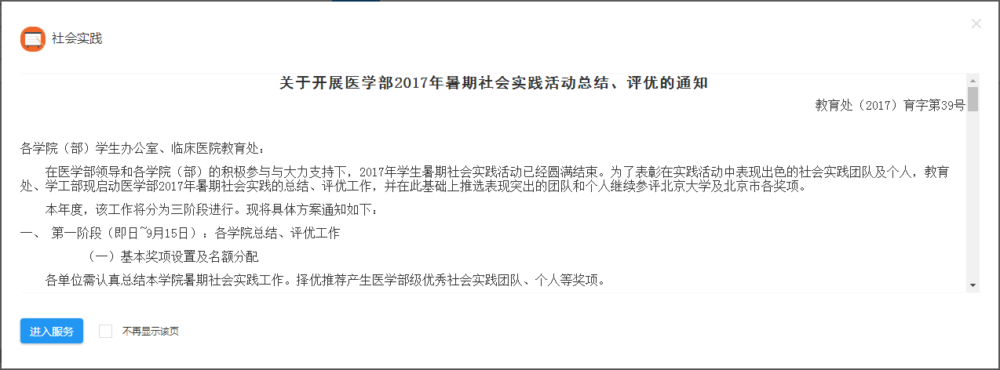 社会实践
关于开展医学部2017年暑期社会实践活动总结、评优的通知
教育处（2017）育字第39号
各学院（部）学生办公室、临床医院教育处：
在医学部领导和各学院（部）的积极参与与大力支持下，2017年学生暑期社会实践活动已经圆满结束。为了表彰在实践活动中表现出色的社会实践团队及个人，教育
处、学工部现启动医学部2017年暑期社会实践的总结、评优工作，并在此基础上推选表现突出的团队和个人继续参评北京大学及北京市各奖项。
本年度，该工作将分为三阶段进行。现将具体方案通知如下：
一、 第一阶段（即日~9月15日）：各学院总结、评优工作
（一）基本奖项设置及名额分配
各单位需认真总结本学院暑期社会实践工作。择优推荐产生医学部级优秀社会实践团队、个人等奖项。
进入服务 不再显示该页